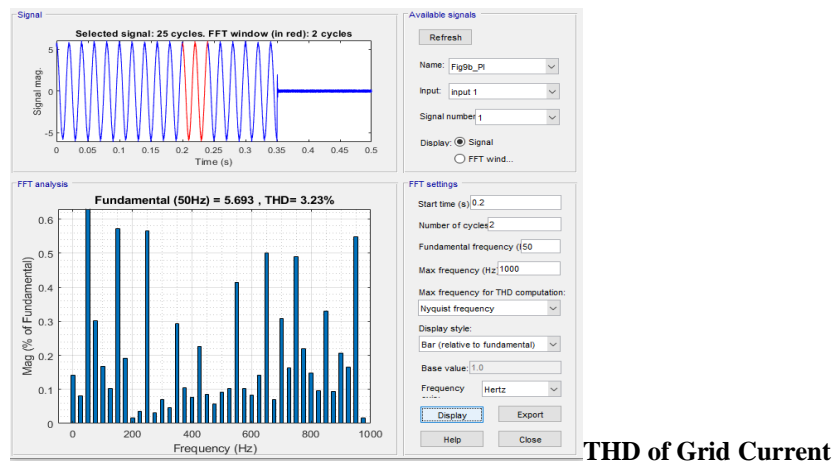 Signal
Selected signal: 25 cycles. FFT window (in red): 2 cycles
5
0
-5
Signal mag.
0 0.05 0.1 0.15 0.2 0.25 0.3 0.35 0.4 0.45 0.5
Time (s)
Available signals
Refresh
Name: Fig9b_PI
Input: input 1
Signal number 1
Display: Signal
FFT wind...
FFT analysis
Fundamental (50Hz) = 5.693 , THD= 3.23%
0.6
0.5
0.4
0.3
0.2
0.1
0
Mag (% of Fundamental)
0 200 400 600 800 1000
Frequency (Hz)
FFT settings
Start time (s) 0.2
Number of cycles 2
Fundamental frequency ( 50
Max frequency (Hz 1000
Max frequency for THD computation:
Nyquist frequency
Display style:
Bar (relative to fundamental)
Base value: 1.0
Frequency Hertz
Display Export
Help Close
THD of Grid Current